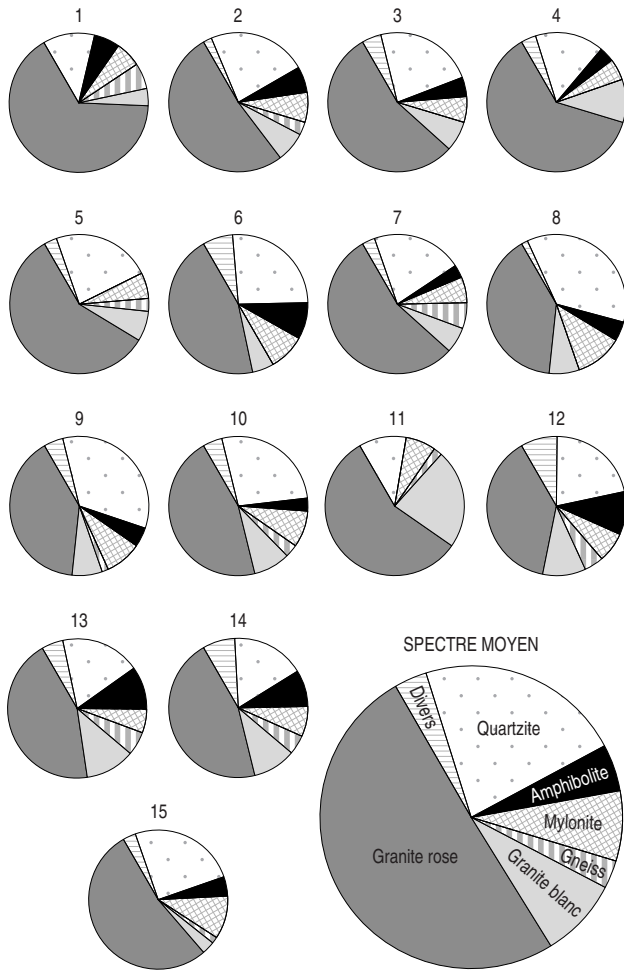 1
2
3
4
5
6
7
8
9
10
11
12
13
14
SPECTRE MOYEN
Divers
Quartzite
Amphibolite
Mylonite
Gneiss
Granite blanc
Granite rose
15